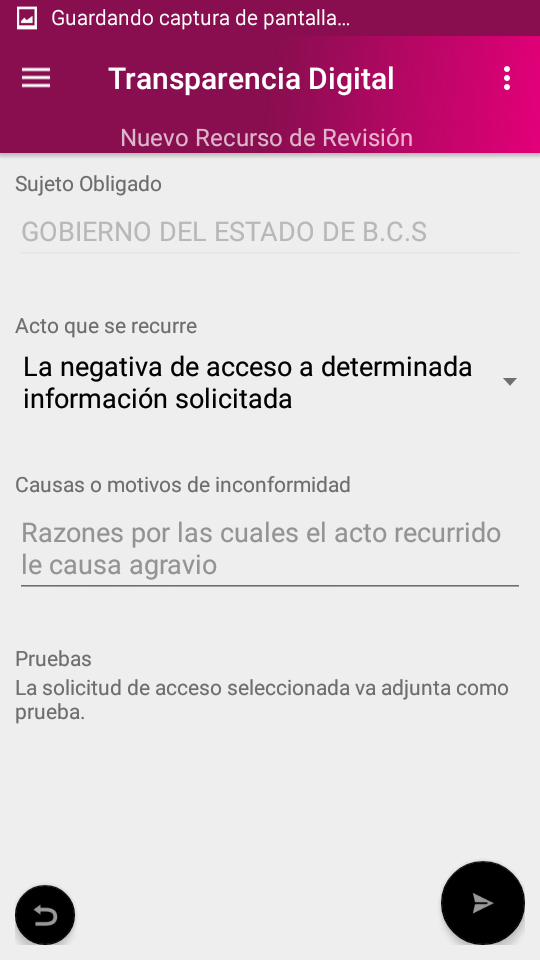 Guardando captura de pantalla...
Transparencia Digital
Nuevo Recurso de Revisión
Sujeto Obligado
GOBIERNO DEL ESTADO DE B.C.S
Acto que se recurre
La negativa de acceso a determinada
información solicitada
Causas o motivos de inconformidad
Razones por las cuales el acto recurrido
le causa agravio
Pruebas
La solicitud de acceso seleccionada va adjunta como
prueba.